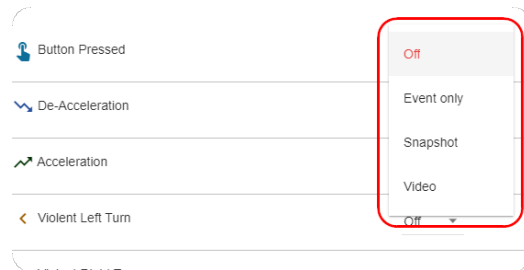 Button Pressed
Off
De-Acceleration
Event only
Snapshot
Acceleration
Video
Violent Left Turn
Off